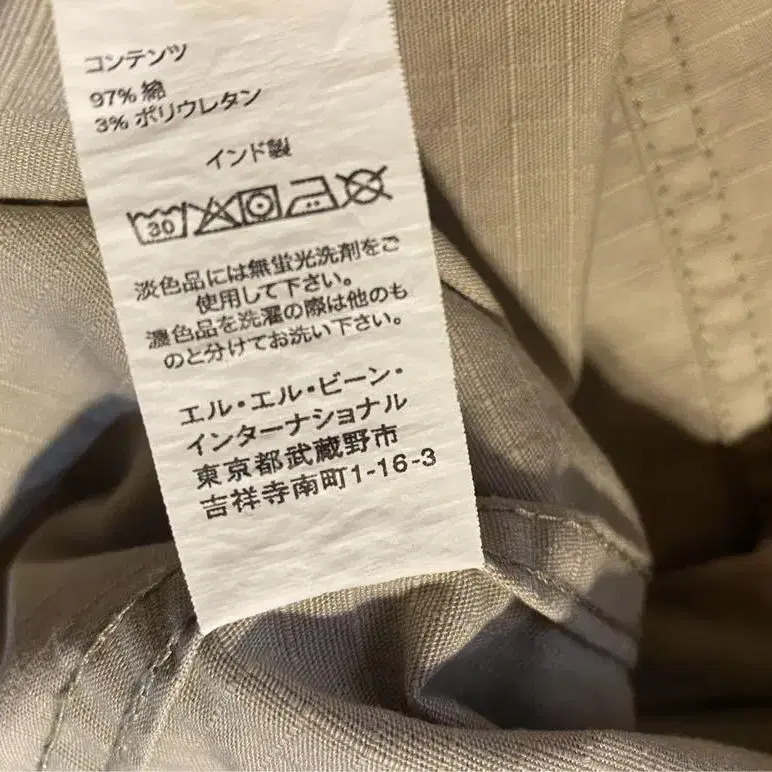 コンテンツ
97% 綿
3% ポリウレタン
インド製
30
淡色品には無蛍光洗剤をご
使用して下さい。
濃色品を洗濯の際は他のも
のと分けてお洗い下さい。
エル・エル・ビーン・
インターナショナル
東京都武蔵野市
吉祥寺南町1-16-3